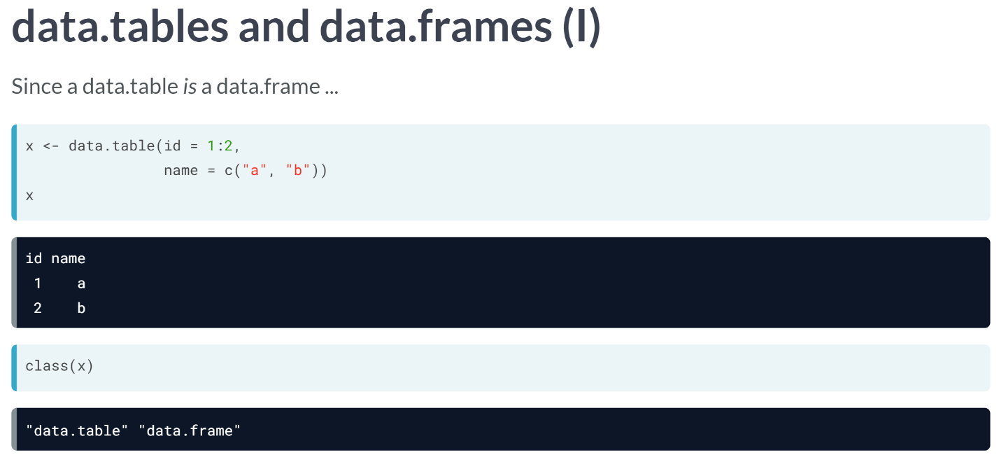 data.tables and data.frames (I)
Since a data.table is a data.frame ...
x <- data.table(id = 1:2,
                name = c("a", "b"))
x
id name
 1    a
 2    b
class(x)
"data.table" "data.frame"